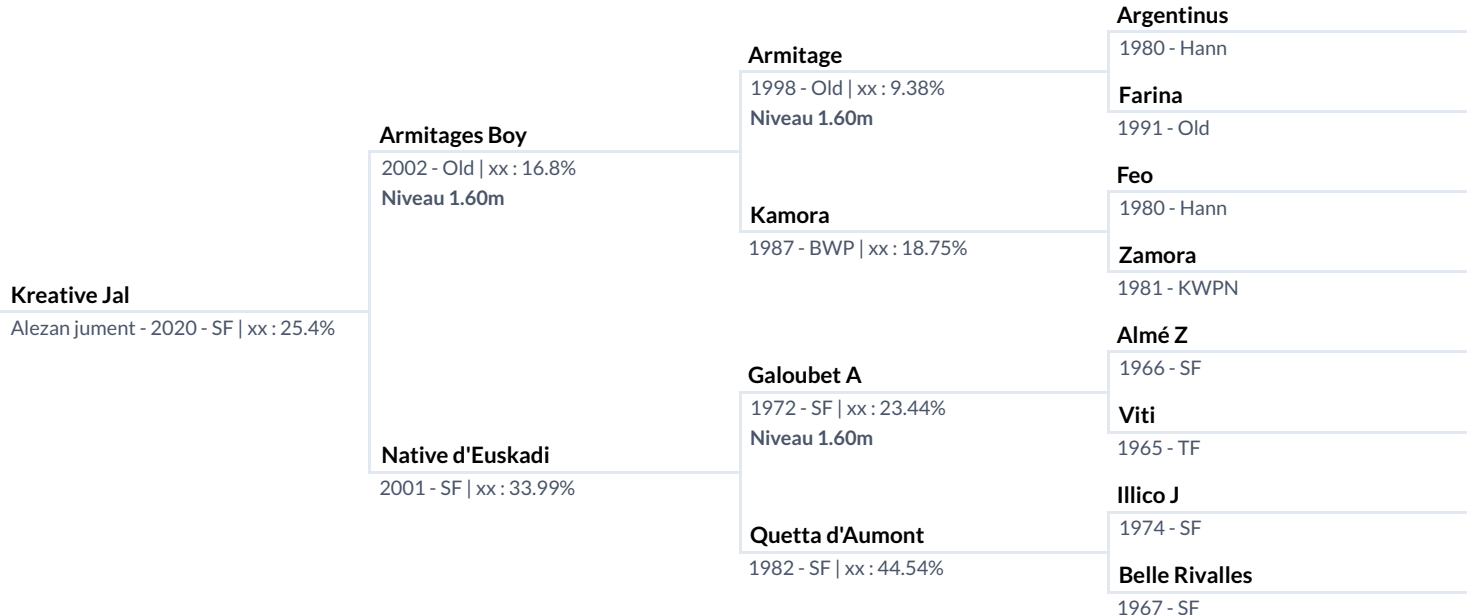 Kreative Jal
Alezan jument - 2020 - SF | xx : 25.4%
Armitages Boy
2002 - Old | xx : 16.8%
Niveau 1.60m
Native d'Euskadi
2001 - SF | xx : 33.99%
Armitage
1998 - Old | xx : 9.38%
Niveau 1.60m
Kamora
1987 - BWP | xx : 18.75%
Galoubet A
1972 - SF | xx : 23.44%
Niveau 1.60m
Quetta d'Aumont
1982 - SF | xx : 44.54%
Argentinus
1980 - Hann
Farina
1991 - Old
Feo
1980 - Hann
Zamora
1981 - KWPN
Almé Z
1966 - SF
Viti
1965 - TF
Illico J
1974 - SF
Belle Rivalles
1967 - SF